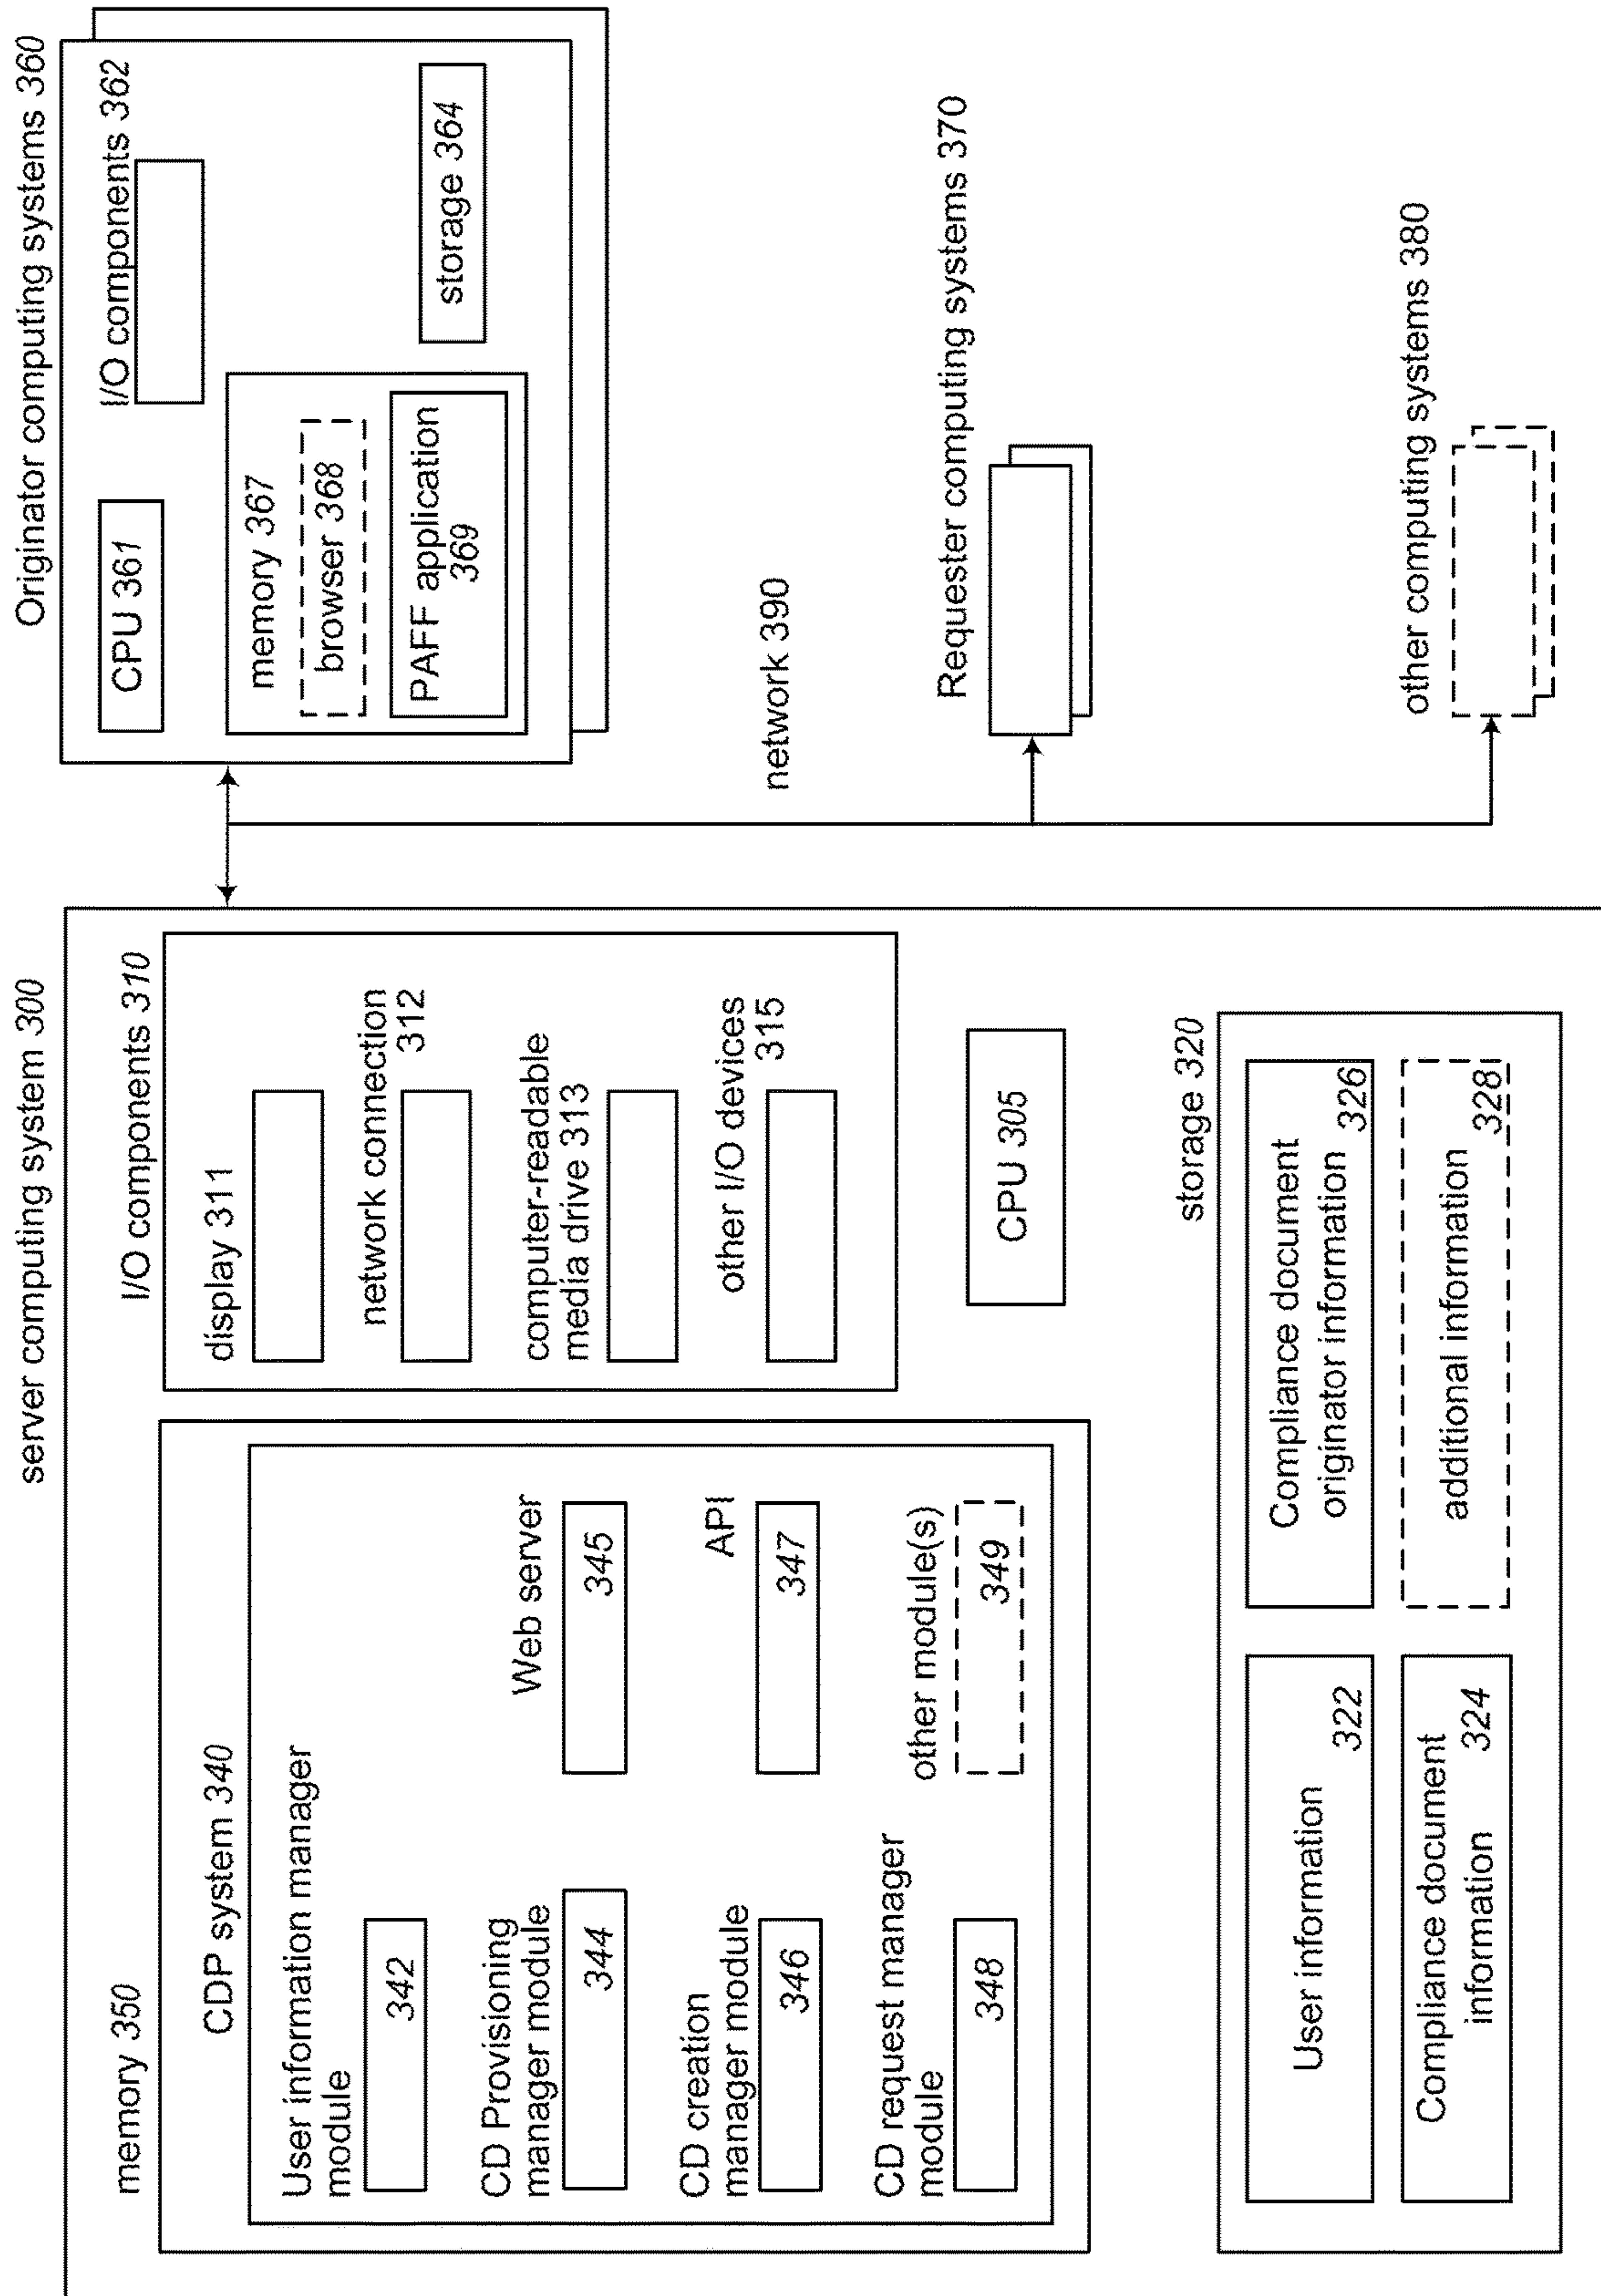 server computing system 300
memory 350
CDP system 340
User information manager
module
342
CD Provisioning
manager module
344
CD creation
manager module
346
CD request manager
module
348
Web server
345
API
347
other module(s)
349
I/O components 310
display 311
network connection
312
computer-readable
media drive 313
other I/O devices
315
CPU 305
storage 320
User information
322
Compliance document
information 324
Compliance document
originator information 326
additional information
328
Originator computing systems 360
CPU 361
I/O components 362
memory 367
browser 368
PAFF application
369
storage 364
network 390
Requester computing systems 370
other computing systems 380